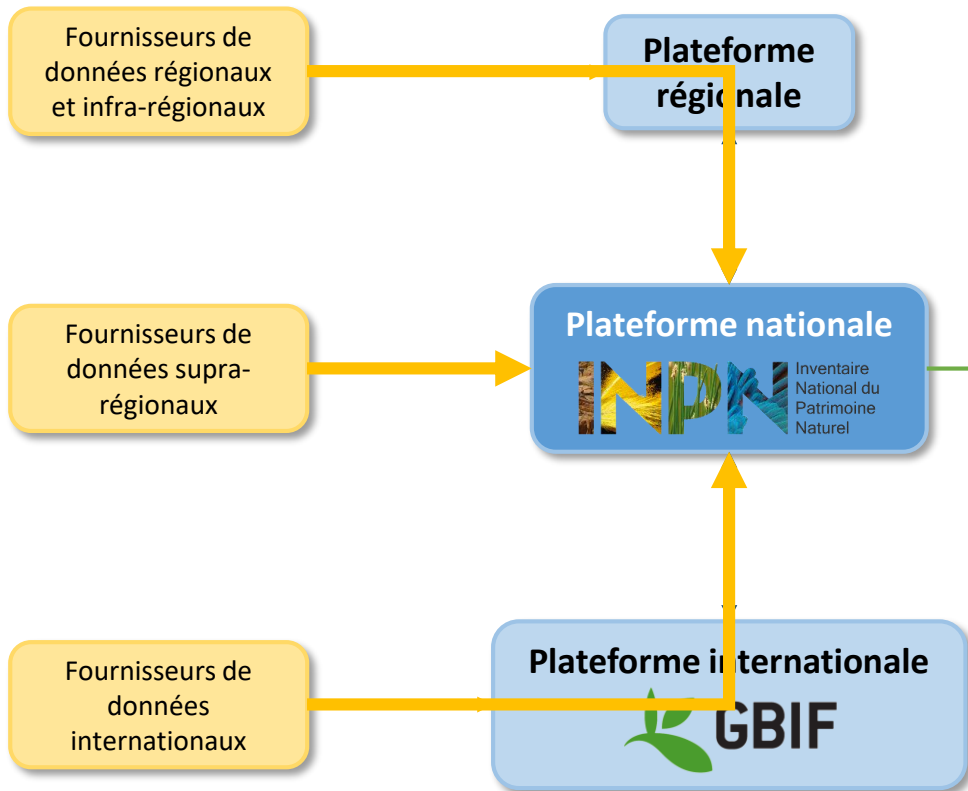 Fournisseurs de
données régionaux
et infra-régionaux
Plateforme
régionale
Fournisseurs de
données supra-
régionaux
Plateforme nationale
INPN
Inventaire
National du
Patrimoine
Naturel
Fournisseurs de
données
internationaux
Plateforme internationale
GBIF